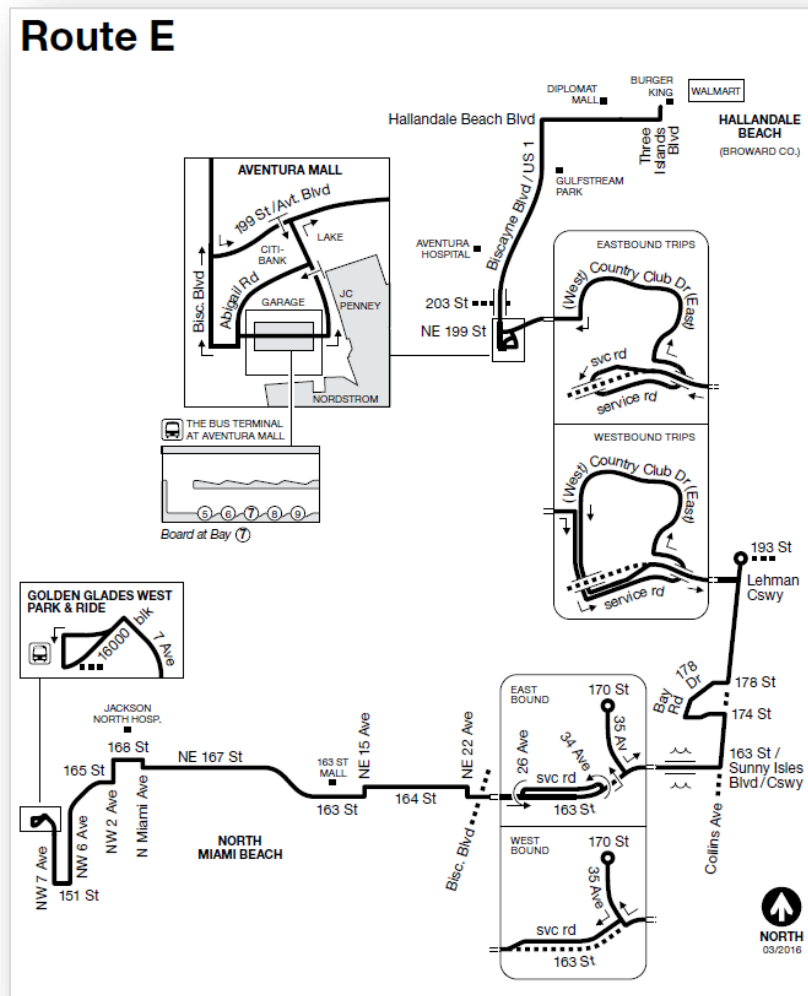 Route E
BURGER
KING
WALMART
DIPLOMAT
MALL
HALLANDALE
BEACH
(BROWARD CO.)
Hallandale Beach Blvd
Three
Islands
Blvd
Biscayne Blvd / US 1
GULFSTREAM
PARK
AVENTURA
HOSPITAL
203 St
NE 199 St
AVENTURA MALL
199 St / Avt. Blvd
LAKE
CITI-
BANK
Bisc. Blvd
Abigail Rd
GARAGE
JC
PENNEY
NORDSTROM
THE BUS TERMINAL
AT AVENTURA MALL
5 6 7 8 9
Board at Bay 7
EASTBOUND TRIPS
(West) Country Club Dr (East)
svc rd
service rd
WESTBOUND TRIPS
(West) Country Club Dr (East)
service rd
193 St
Lehman
Cswy
178 Dr
Bay
Rd
178 St
174 St
163 St /
Sunny Isles
Blvd / Cswy
Collins Ave
GOLDEN GLADES WEST
PARK & RIDE
16000 blk
7 Ave
JACKSON
NORTH HOSP.
168 St
165 St
NE 167 St
NW 7 Ave
151 St
NW 6 Ave
NW 2 Ave
N Miami Ave
NORTH
MIAMI BEACH
163 ST
MALL
163 St
NE 15 Ave
164 St
NE 22 Ave
Bisc. Blvd
EAST
BOUND
170 St
35 Av
34 Ave
26 Ave
svc rd
163 St
WEST
BOUND
170 St
35 Ave
svc rd
163 St
NORTH
03/2016